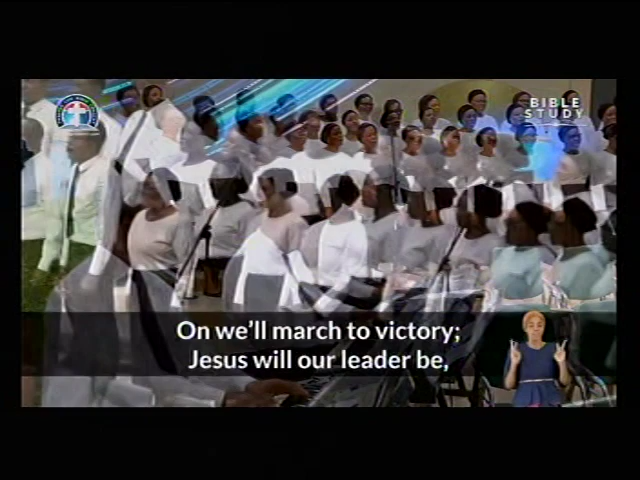 BIBLE
STUDY
On we'll march to victory;
Jesus will our leader be,